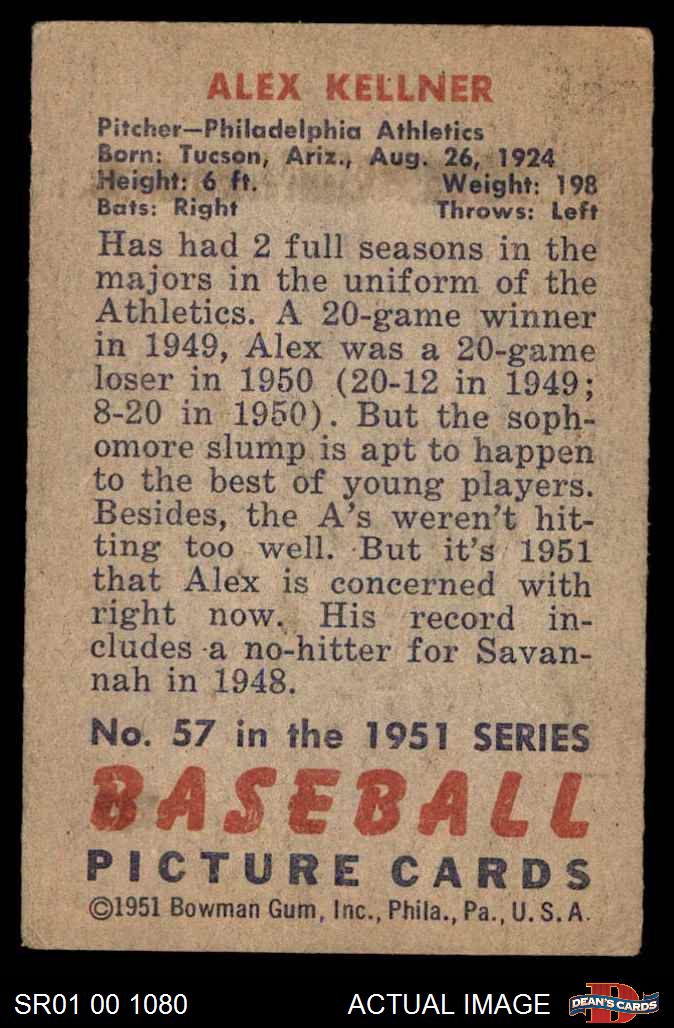 ALEX KELLNER
Pitcher—Philadelphia Athletics
Born: Tucson, Ariz., Aug. 26, 1924
Height: 6 ft. Weight: 198
Bats: Right Throws: Left
Has had 2 full seasons in the
majors in the uniform of the
Athletics. A 20-game winner
in 1949, Alex was a 20-game
loser in 1950 (20-12 in 1949;
8-20 in 1950). But the soph-
omore slump is apt to happen
to the best of young players.
Besides, the A's weren't hit-
ting too well. But it's 1951
that Alex is concerned with
right now. His record in-
cludes a no-hitter for Savan-
nah in 1948.
No. 57 in the 1951 SERIES
BASEBALL
PICTURE CARDS
©1951 Bowman Gum, Inc., Phila., Pa., U. S. A.
SR01 00 1080 ACTUAL IMAGE D DEAN'S CARDS